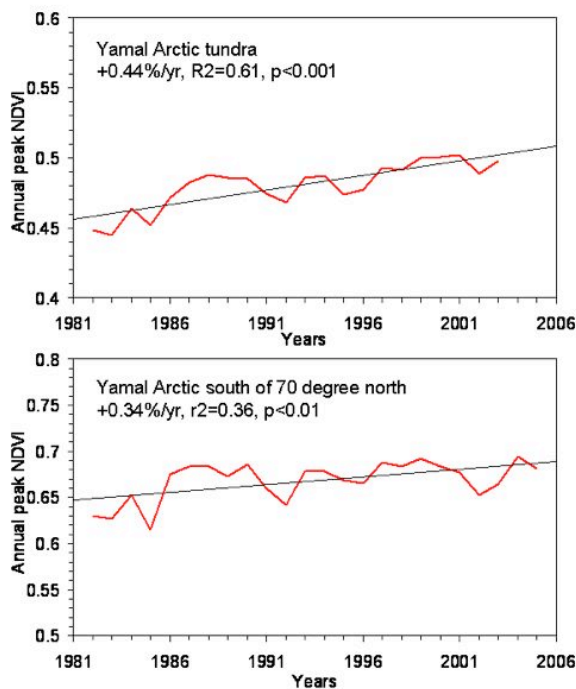 0.6
Yamal Arctic tundra
+0.44%/yr, R2=0.61, p<0.001
0.55
0.5
0.45
0.4
Annual peak NDVI
1981 1986 1991 1996 2001 2006
Years
0.8
Yamal Arctic south of 70 degree north
+0.34%/yr, r2=0.36, p<0.01
0.75
0.7
0.65
0.6
0.55
0.5
Annual peak NDVI
1981 1986 1991 1996 2001 2006
Years